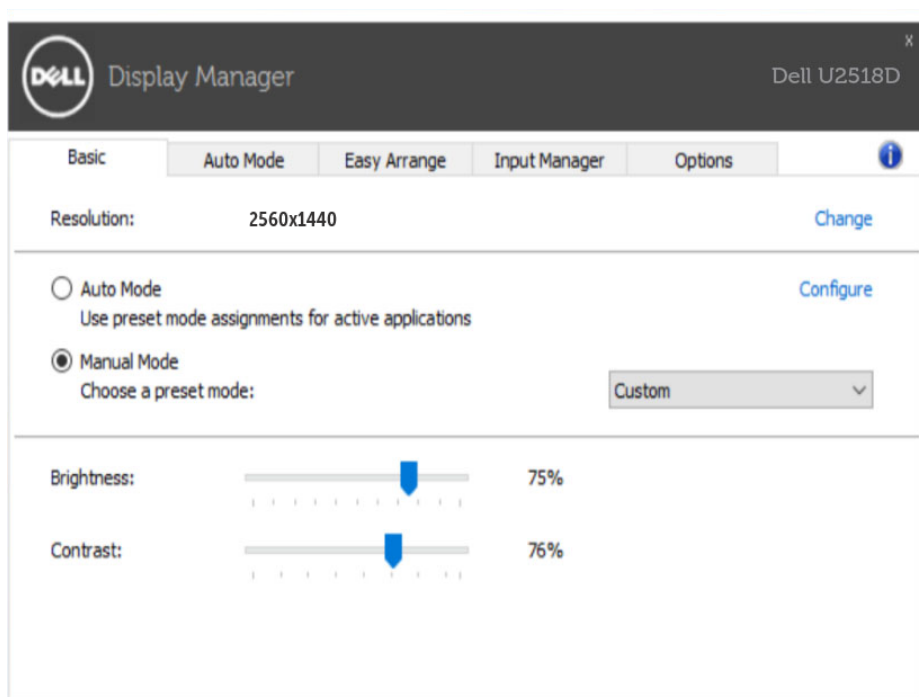 x
DELL Display Manager Dell U2518D
Basic Auto Mode Easy Arrange Input Manager Options i
Resolution: 2560x1440 Change
Auto Mode Configure
Use preset mode assignments for active applications
Manual Mode
Choose a preset mode: Custom
Brightness: 75%
Contrast: 76%